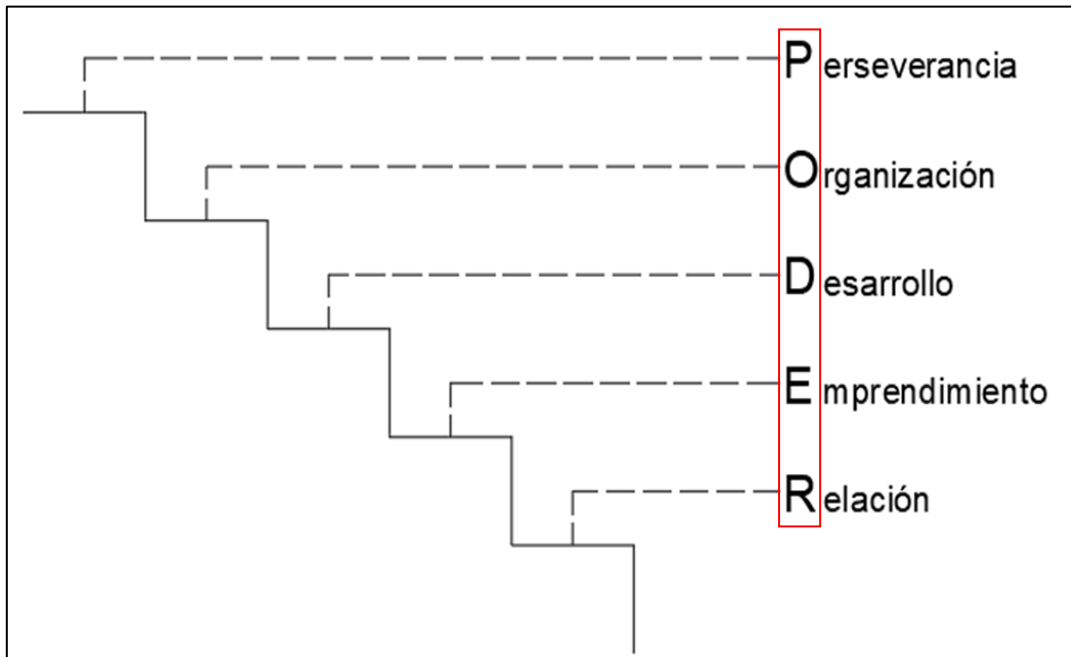 Perseverancia
Organización
Desarrollo
Emprendimiento
Relación